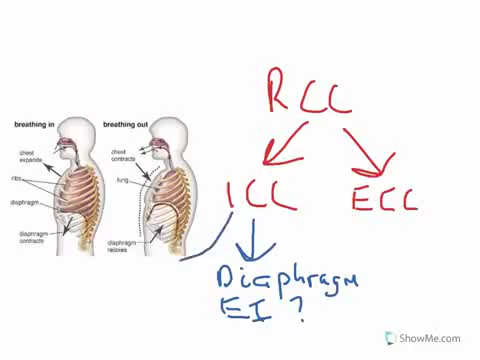 breathing in
breathing out
chest
expands
ribs
diaphragm
diaphragm
contracts
chest
contracts
lung
diaphragm
relaxes
RCC
ICC
ECC
Diaphragm
EI ?
ShowMe.com